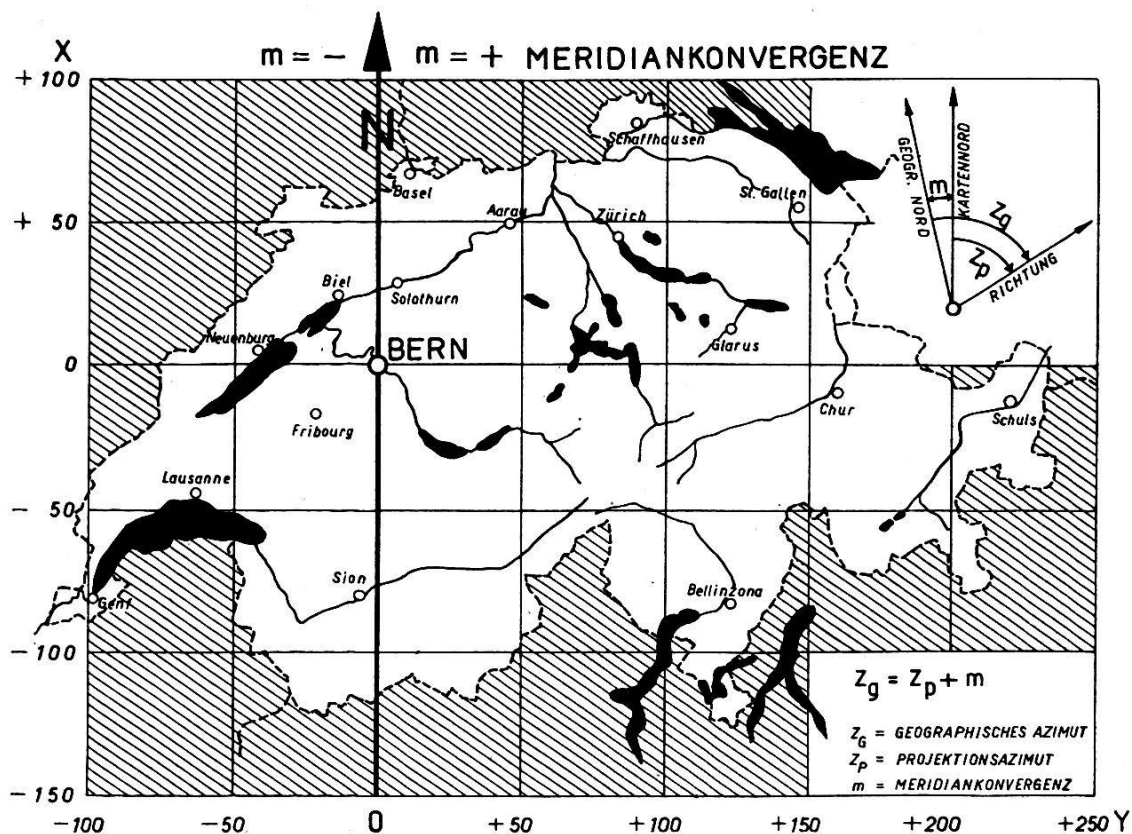 X
m = - m = + MERIDIANKONVERGENZ
+ 100
N
Schaffhausen
Basel
St. Gallen
GEOGR. NORD
m
KARTENNORD
Zg
Zp
RICHTUNG
+ 50
Aarau
Zürich
Biel
Solothurn
Neuenburg
BERN
Glarus
0
Fribourg
Chur
Schuls
Lausanne
- 50
Sion
Bellinzona
Genf
- 100
Zg = Zp + m
ZG = GEOGRAPHISCHES AZIMUT
ZP = PROJEKTIONSAZIMUT
m = MERIDIANKONVERGENZ
- 150
-100 -50 0 +50 +100 +150 +200 +250 Y